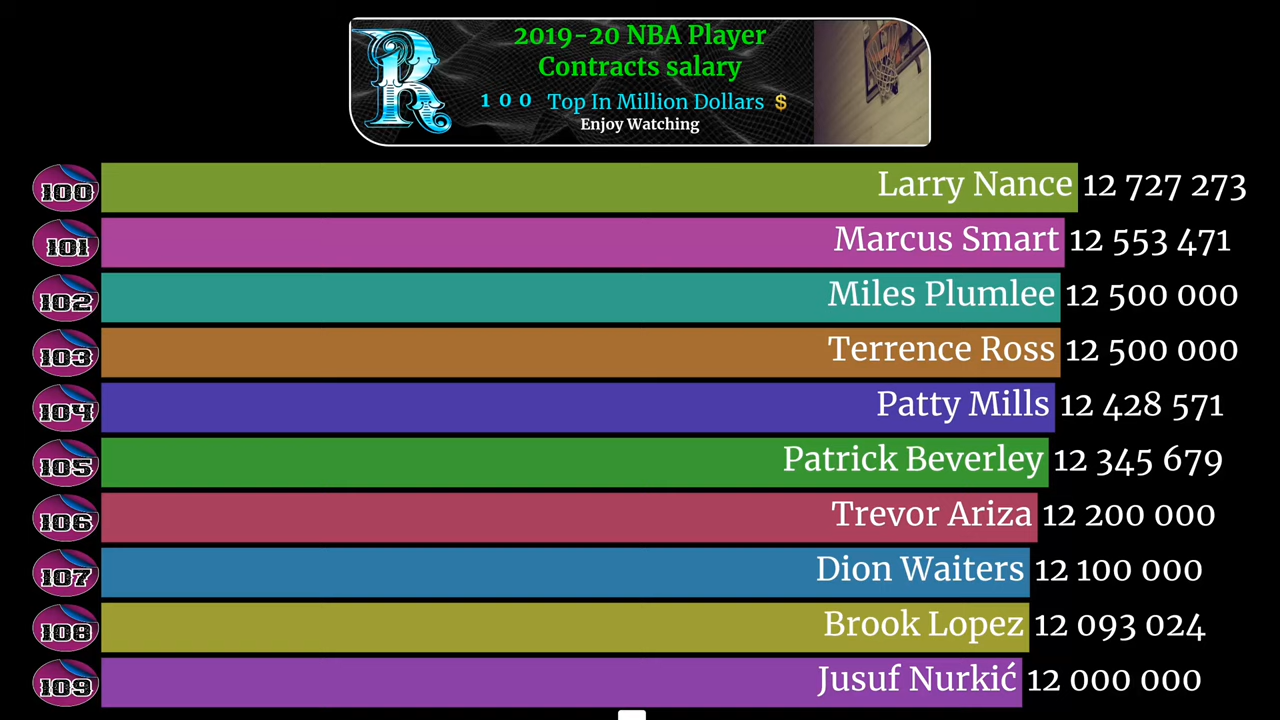 R
2019-20 NBA Player
Contracts salary
100 Top In Million Dollars $
Enjoy Watching
100 Larry Nance 12 727 273
101 Marcus Smart 12 553 471
102 Miles Plumlee 12 500 000
103 Terrence Ross 12 500 000
104 Patty Mills 12 428 571
105 Patrick Beverley 12 345 679
106 Trevor Ariza 12 200 000
107 Dion Waiters 12 100 000
108 Brook Lopez 12 093 024
109 Jusuf Nurkić 12 000 000